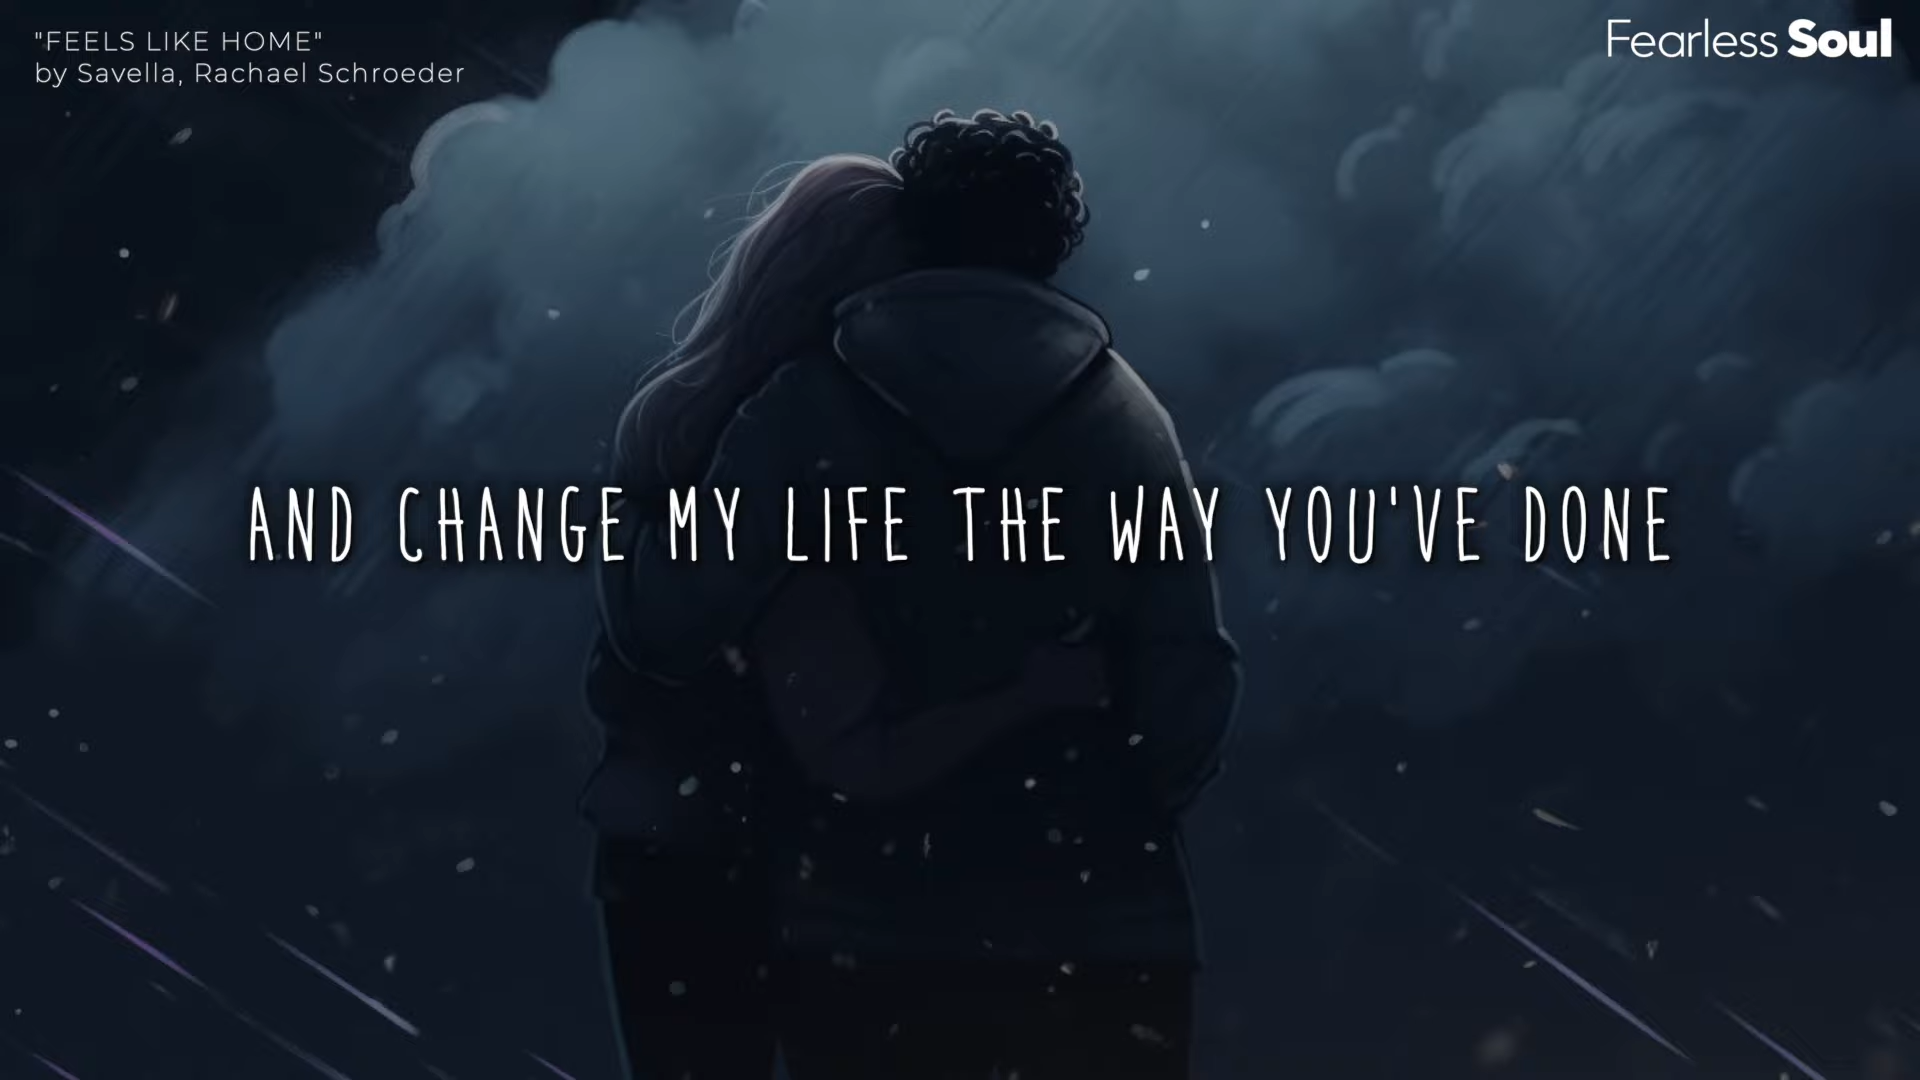 "FEELS LIKE HOME"
by Savella, Rachael Schroeder
Fearless Soul
AND CHANGE MY LIFE THE WAY YOU'VE DONE